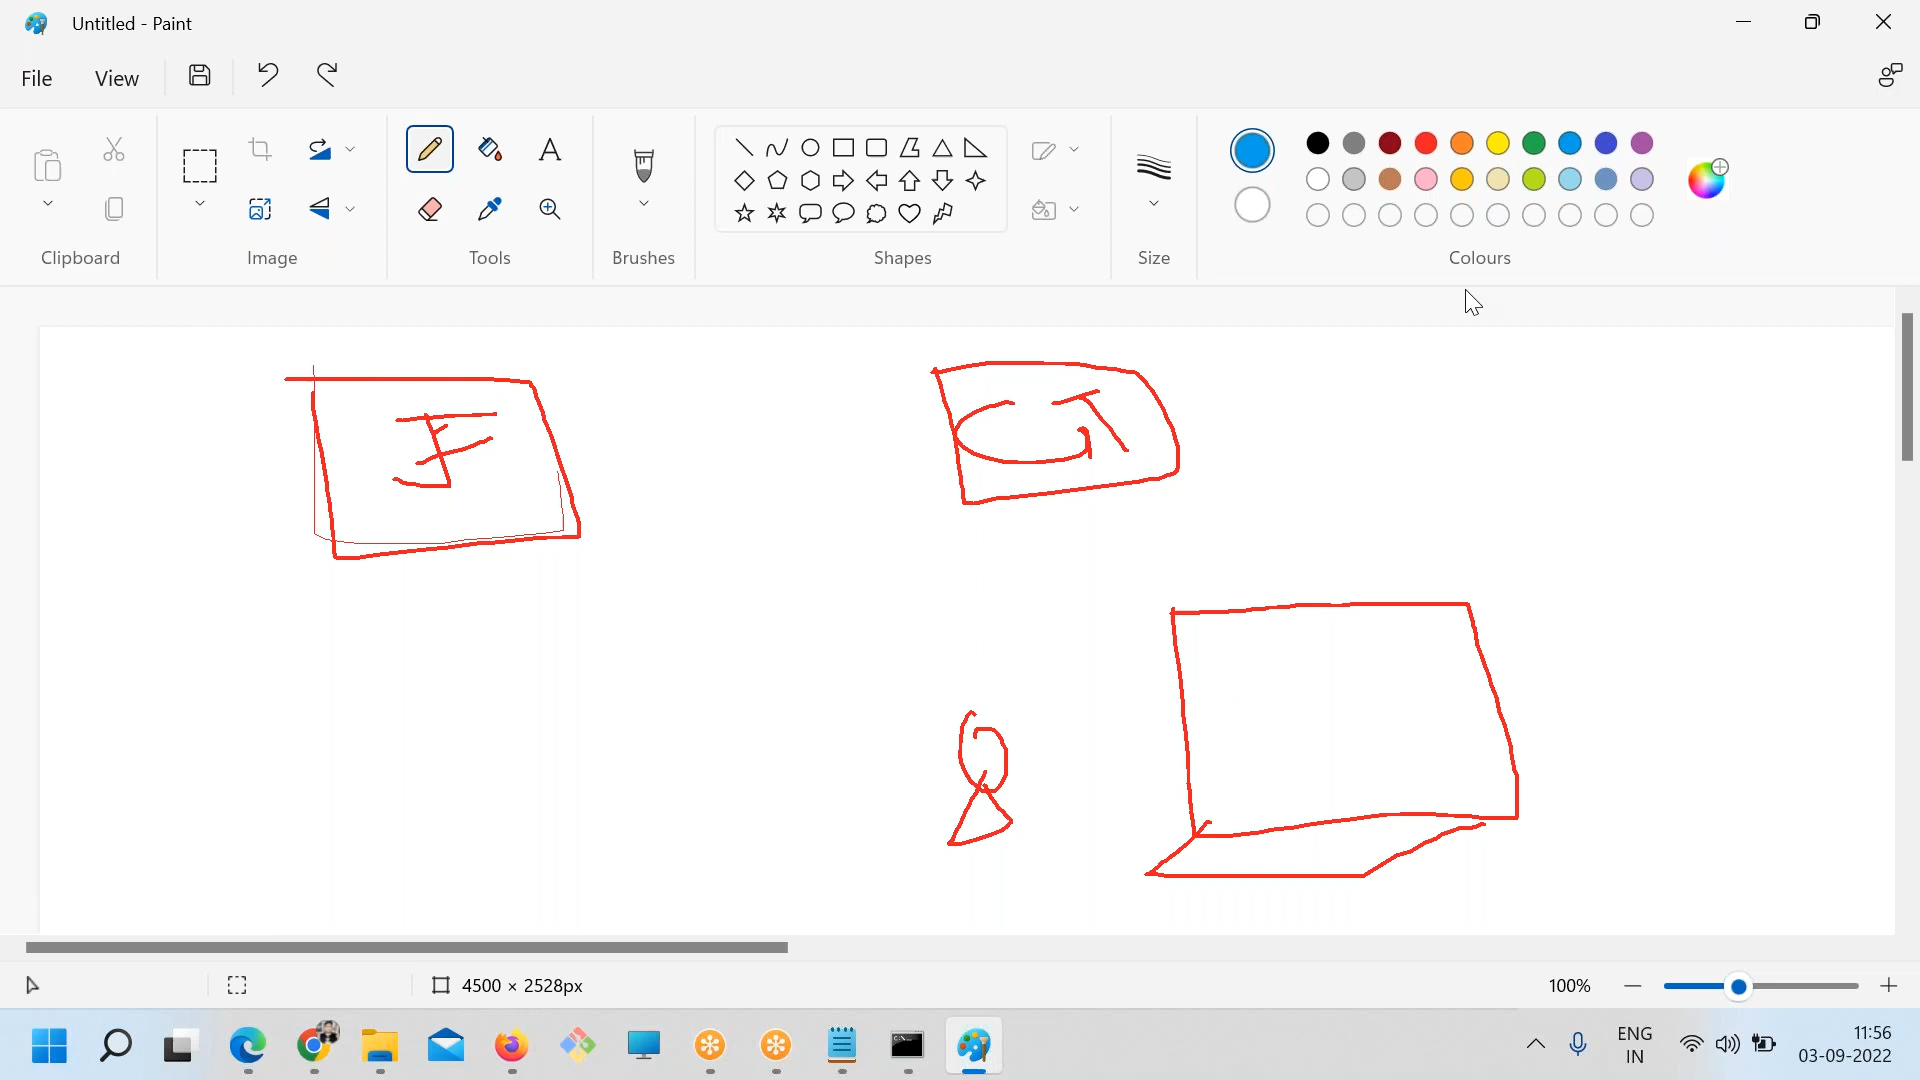 Untitled - Paint
File View
Clipboard Image Tools Brushes Shapes Size Colours
4500 × 2528px 100%
ENG 11:56
IN 03-09-2022